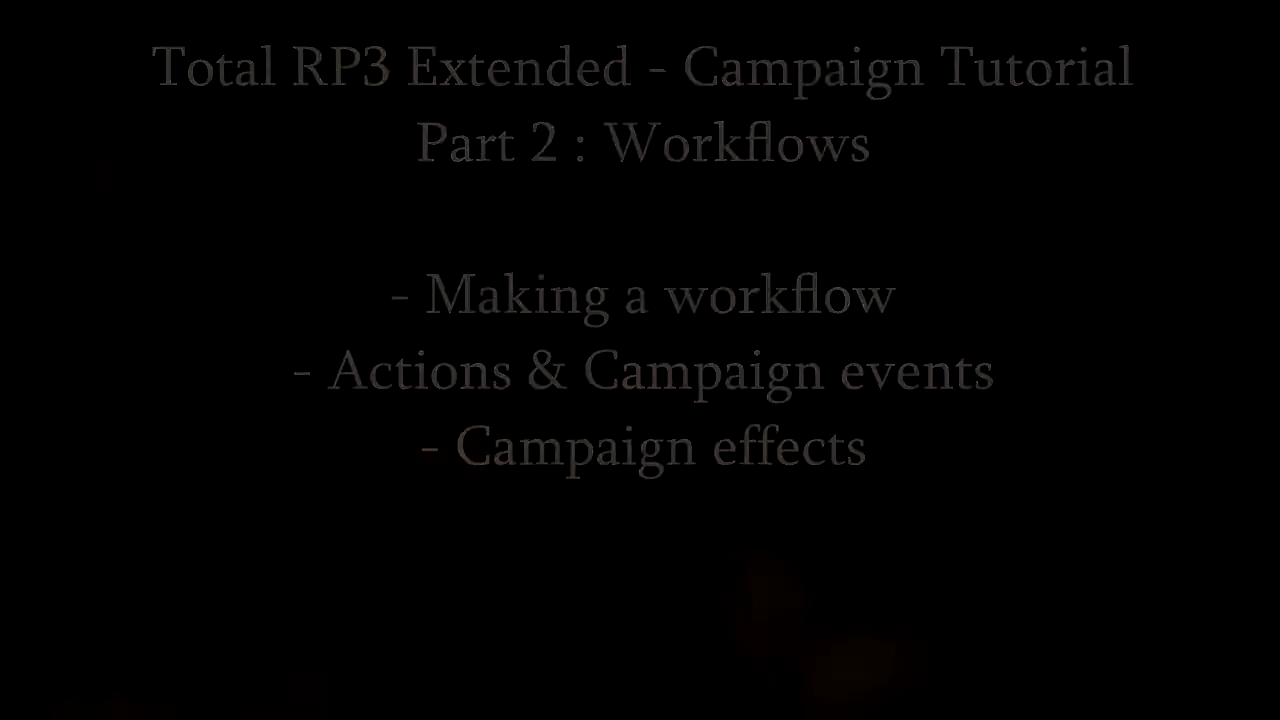 Total RP3 Extended - Campaign Tutorial
Part 2 : Workflows
- Making a workflow
- Actions & Campaign events
- Campaign effects